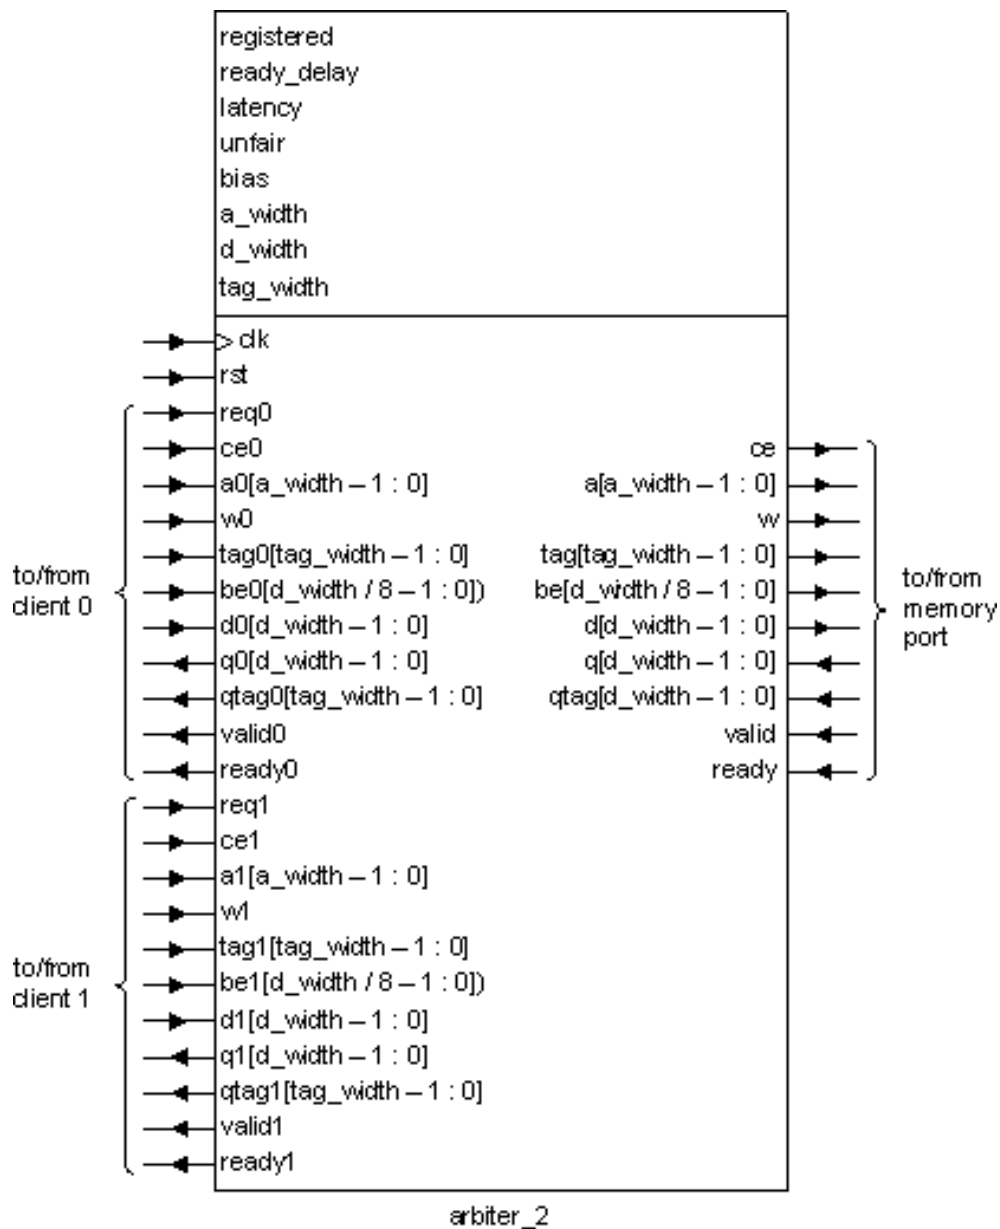 registered
ready_delay
latency
unfair
bias
a_width
d_width
tag_width
clk
rst
to/from
client 0
req0
ce0
a0[a_width – 1 : 0]
w0
tag0[tag_width – 1 : 0]
be0[d_width / 8 – 1 : 0])
d0[d_width – 1 : 0]
q0[d_width – 1 : 0]
qtag0[tag_width – 1 : 0]
valid0
ready0
ce
a[a_width – 1 : 0]
w
tag[tag_width – 1 : 0]
be[d_width / 8 – 1 : 0]
d[d_width – 1 : 0]
q[d_width – 1 : 0]
qtag[d_width – 1 : 0]
valid
ready
to/from
memory
port
to/from
client 1
req1
ce1
a1[a_width – 1 : 0]
w1
tag1[tag_width – 1 : 0]
be1[d_width / 8 – 1 : 0])
d1[d_width – 1 : 0]
q1[d_width – 1 : 0]
qtag1[tag_width – 1 : 0]
valid1
ready1
arbiter_2